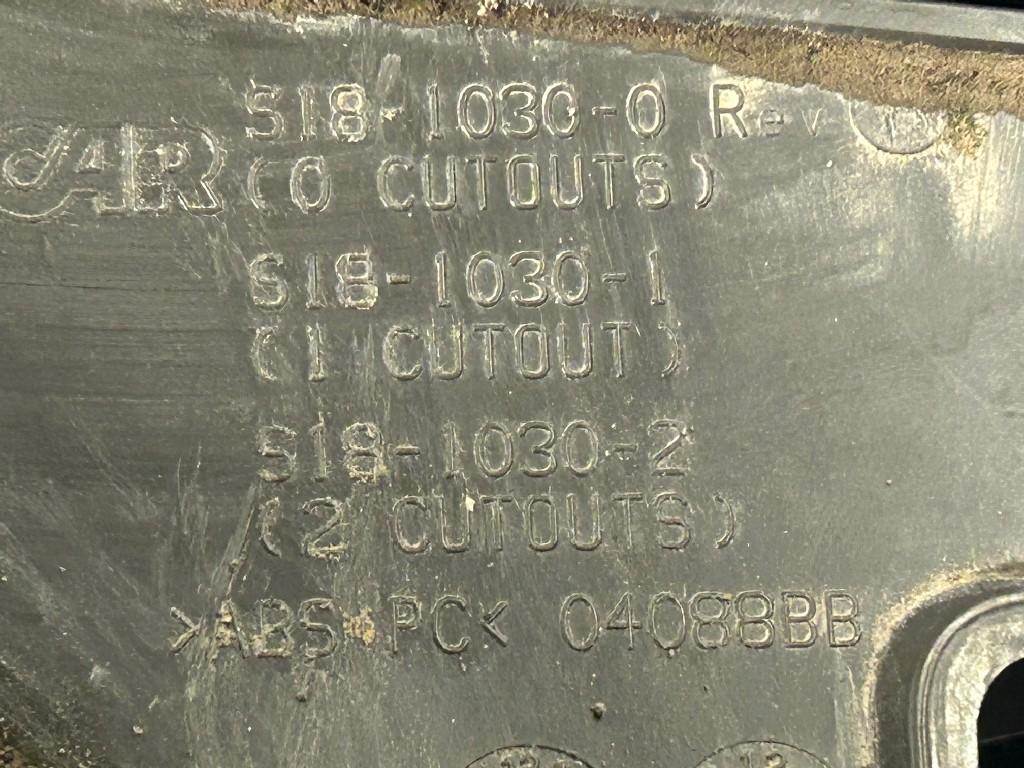 S18-1030-0 Rev
(0 CUTOUTS)
S18-1030-1
(1 CUTOUT)
S18-1030-2
(2 CUTOUTS)
>ABS PC< 04088BB